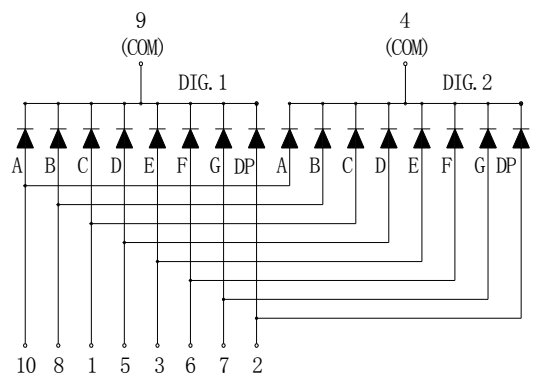 9 4
(COM) (COM)
DIG. 1 DIG. 2
A B C D E F G DP A B C D E F G DP
10 8 1 5 3 6 7 2